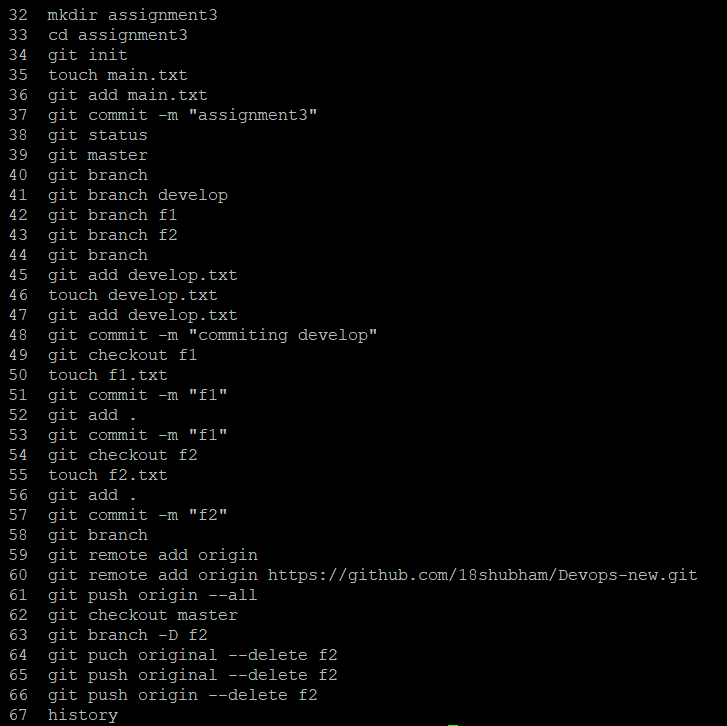 32 mkdir assignment3
33 cd assignment3
34 git init
35 touch main.txt
36 git add main.txt
37 git commit -m "assignment3"
38 git status
39 git master
40 git branch
41 git branch develop
42 git branch f1
43 git branch f2
44 git branch
45 git add develop.txt
46 touch develop.txt
47 git add develop.txt
48 git commit -m "commiting develop"
49 git checkout f1
50 touch f1.txt
51 git commit -m "f1"
52 git add .
53 git commit -m "f1"
54 git checkout f2
55 touch f2.txt
56 git add .
57 git commit -m "f2"
58 git branch
59 git remote add origin
60 git remote add origin https://github.com/18shubham/Devops-new.git
61 git push origin --all
62 git checkout master
63 git branch -D f2
64 git puch original --delete f2
65 git push original --delete f2
66 git push origin --delete f2
67 history